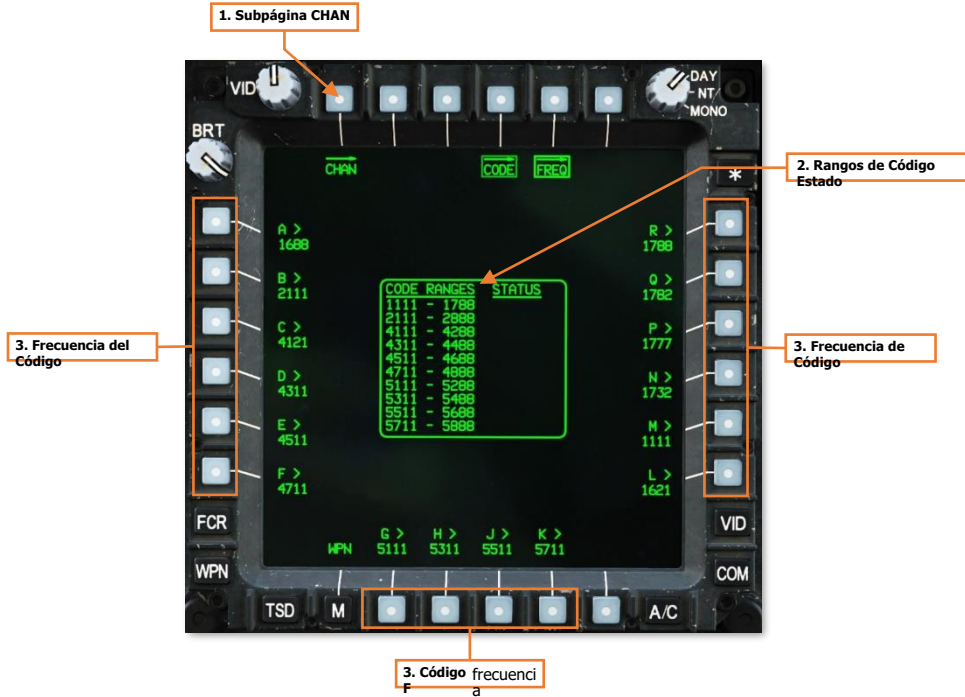 1. Subpágina CHAN
VID
DAY
NT/
MONO
BRT
CHAN
CODE
FREQ
*
2. Rangos de Código
Estado
A >
1688
B >
2111
C >
4121
D >
4311
E >
4511
F >
4711
CODE RANGES STATUS
1111 - 1788
2111 - 2888
4111 - 4288
4311 - 4488
4511 - 4688
4711 - 4888
5111 - 5288
5311 - 5488
5511 - 5688
5711 - 5888
R >
1788
Q >
1782
P >
1777
N >
1732
M >
1111
L >
1621
3. Frecuencia del
Código
3. Frecuencia de
Código
FCR
VID
WPN
G >
5111
H >
5311
J >
5511
K >
5711
WPN
COM
TSD
M
A/C
3. Código frecuenci
F a